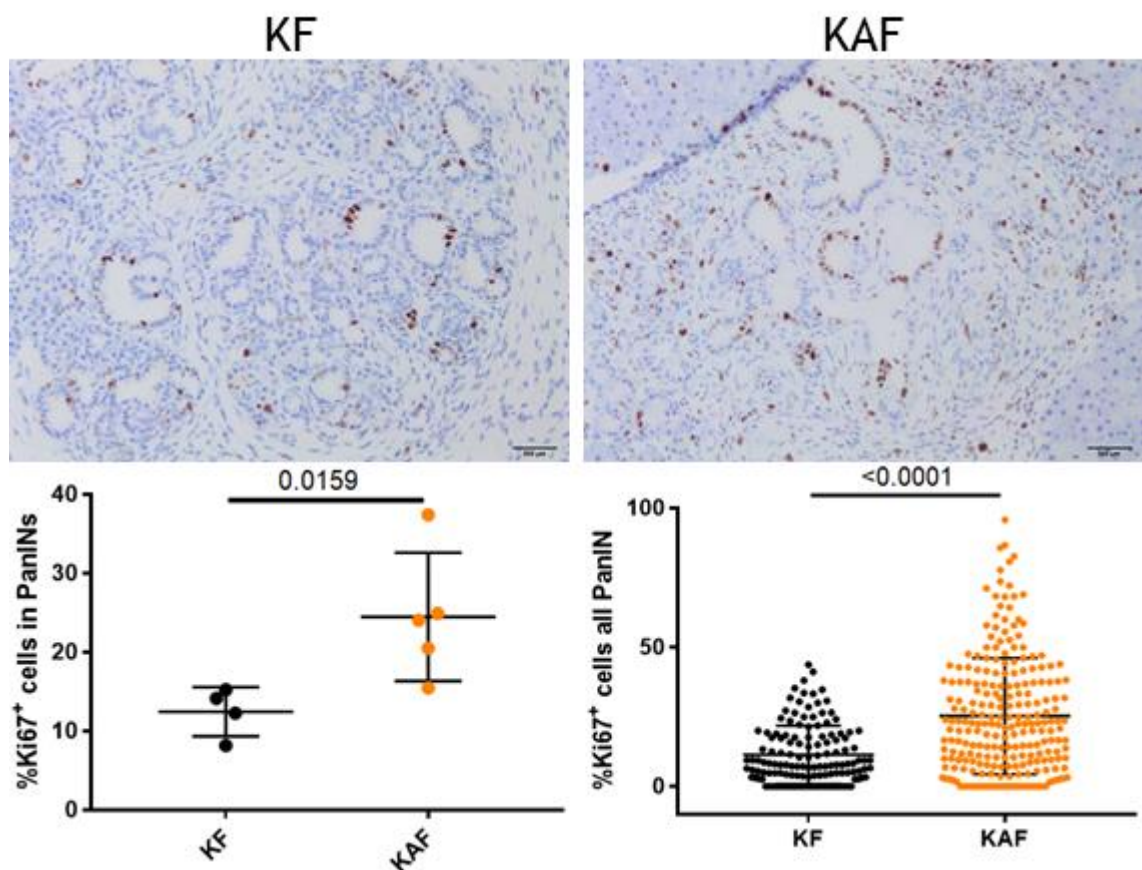 KF
KAF
0.0159
%Ki67+ cells in PanINs
40
30
20
10
0
KF
KAF
<0.0001
%Ki67+ cells all PanIN
100
50
0
KF
KAF